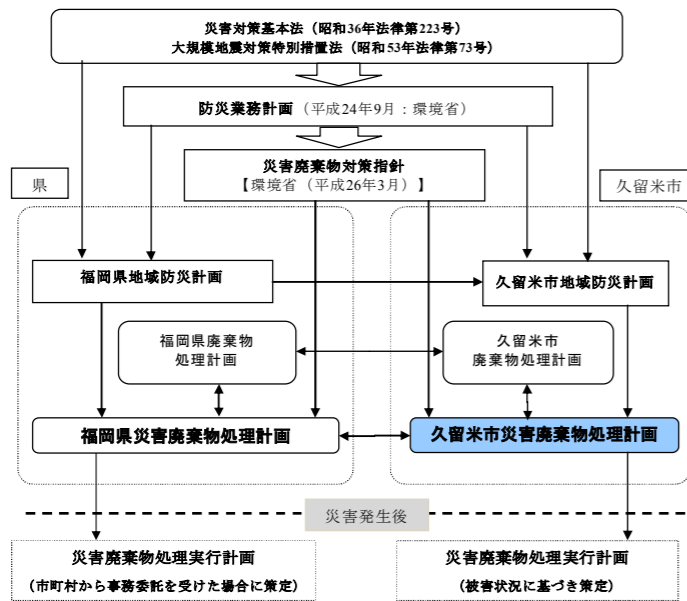 災害対策基本法（昭和36年法律第223号）
大規模地震対策特別措置法（昭和53年法律第73号）
防災業務計画（平成24年9月：環境省）
災害廃棄物対策指針
【環境省（平成26年3月）】
県
久留米市
福岡県地域防災計画
久留米市地域防災計画
福岡県廃棄物
処理計画
久留米市
廃棄物処理計画
福岡県災害廃棄物処理計画
久留米市災害廃棄物処理計画
災害発生後
災害廃棄物処理実行計画
（市町村から事務委託を受けた場合に策定）
災害廃棄物処理実行計画
（被害状況に基づき策定）